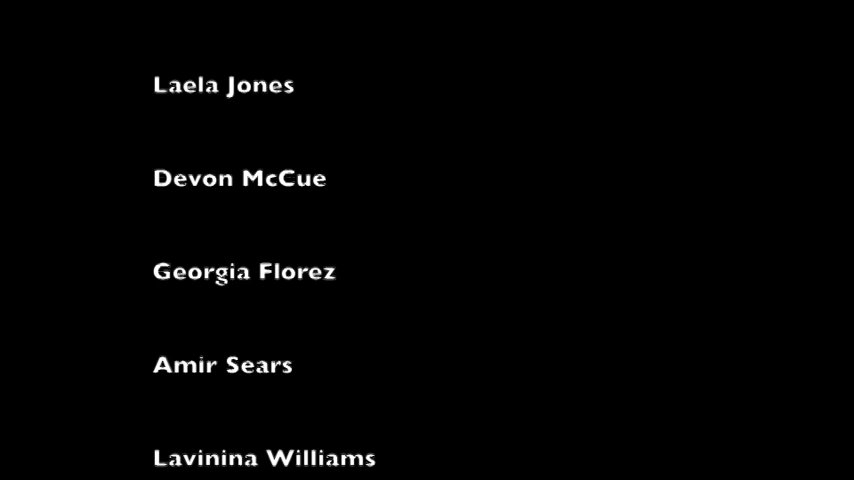 Laela Jones
Devon McCue
Georgia Florez
Amir Sears
Lavinina Williams